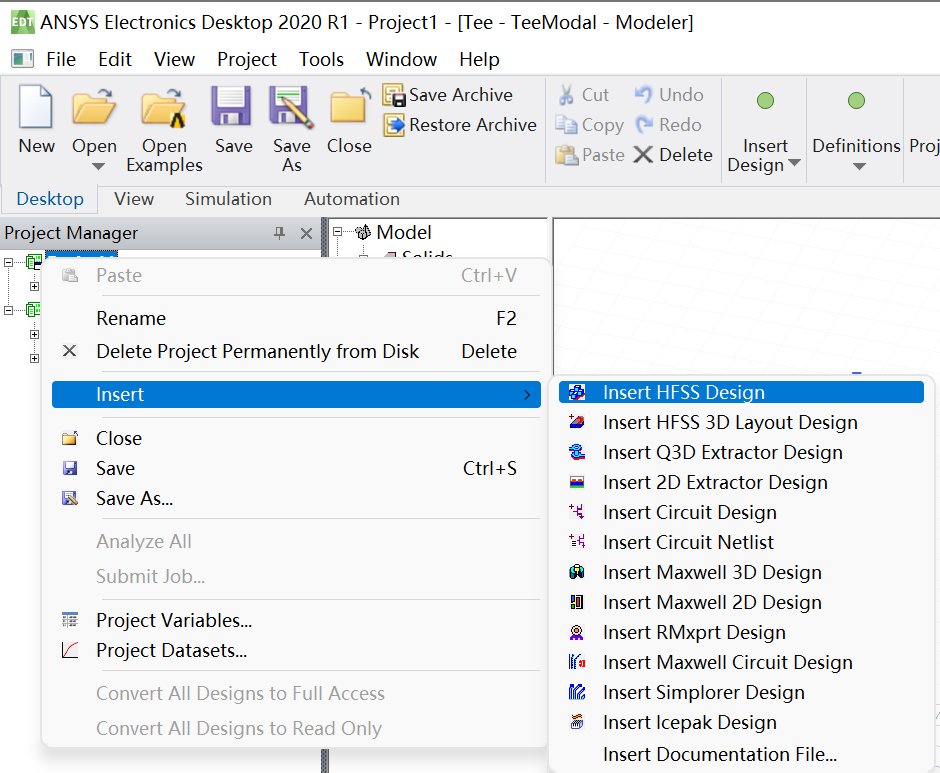 EDT ANSYS Electronics Desktop 2020 R1 - Project1 - [Tee - TeeModal - Modeler]
File Edit View Project Tools Window Help
New
Open
Open Examples
Save
Save As
Close
Save Archive
Restore Archive
Cut
Copy
Paste
Undo
Redo
Delete
Insert Design
Definitions
Proj
Desktop View Simulation Automation
Project Manager
Model
Solids
Paste Ctrl+V
Rename F2
Delete Project Permanently from Disk Delete
Insert
Close
Save Ctrl+S
Save As...
Analyze All
Submit Job...
Project Variables...
Project Datasets...
Convert All Designs to Full Access
Convert All Designs to Read Only
Insert HFSS Design
Insert HFSS 3D Layout Design
Insert Q3D Extractor Design
Insert 2D Extractor Design
Insert Circuit Design
Insert Circuit Netlist
Insert Maxwell 3D Design
Insert Maxwell 2D Design
Insert RMxprt Design
Insert Maxwell Circuit Design
Insert Simplorer Design
Insert Icepak Design
Insert Documentation File...